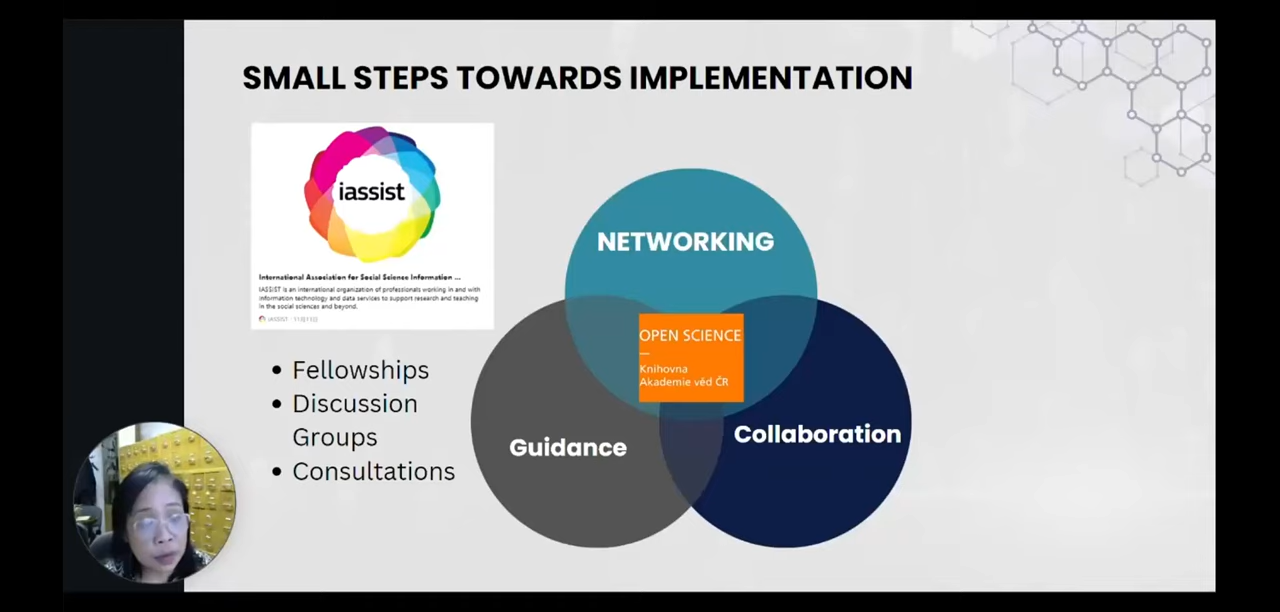 SMALL STEPS TOWARDS IMPLEMENTATION
iassist
International Association for Social Science Information ...
IASSIST is an international organization of professionals working in and with
information technology and data services to support research and teaching
in the social sciences and beyond.
• Fellowships
• Discussion
Groups
• Consultations
NETWORKING
OPEN SCIENCE
—
Knihovna
Akademie věd ČR
Guidance
Collaboration